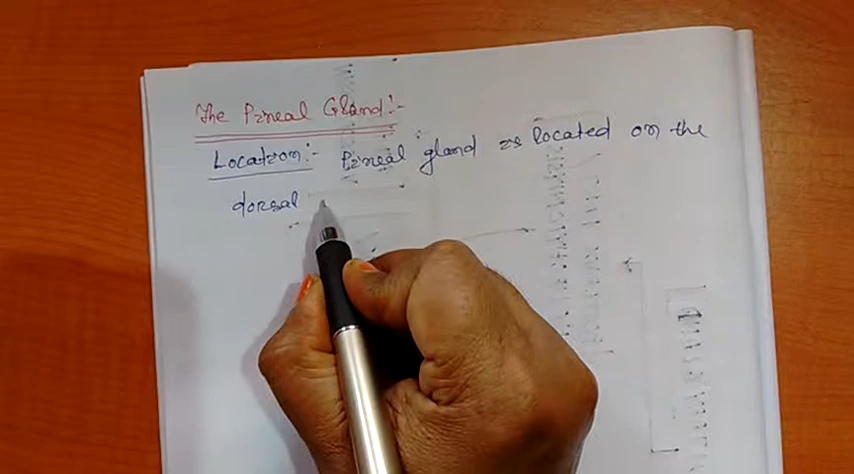 The Pineal Gland:-
Location:- Pineal gland is located on the
dorsal